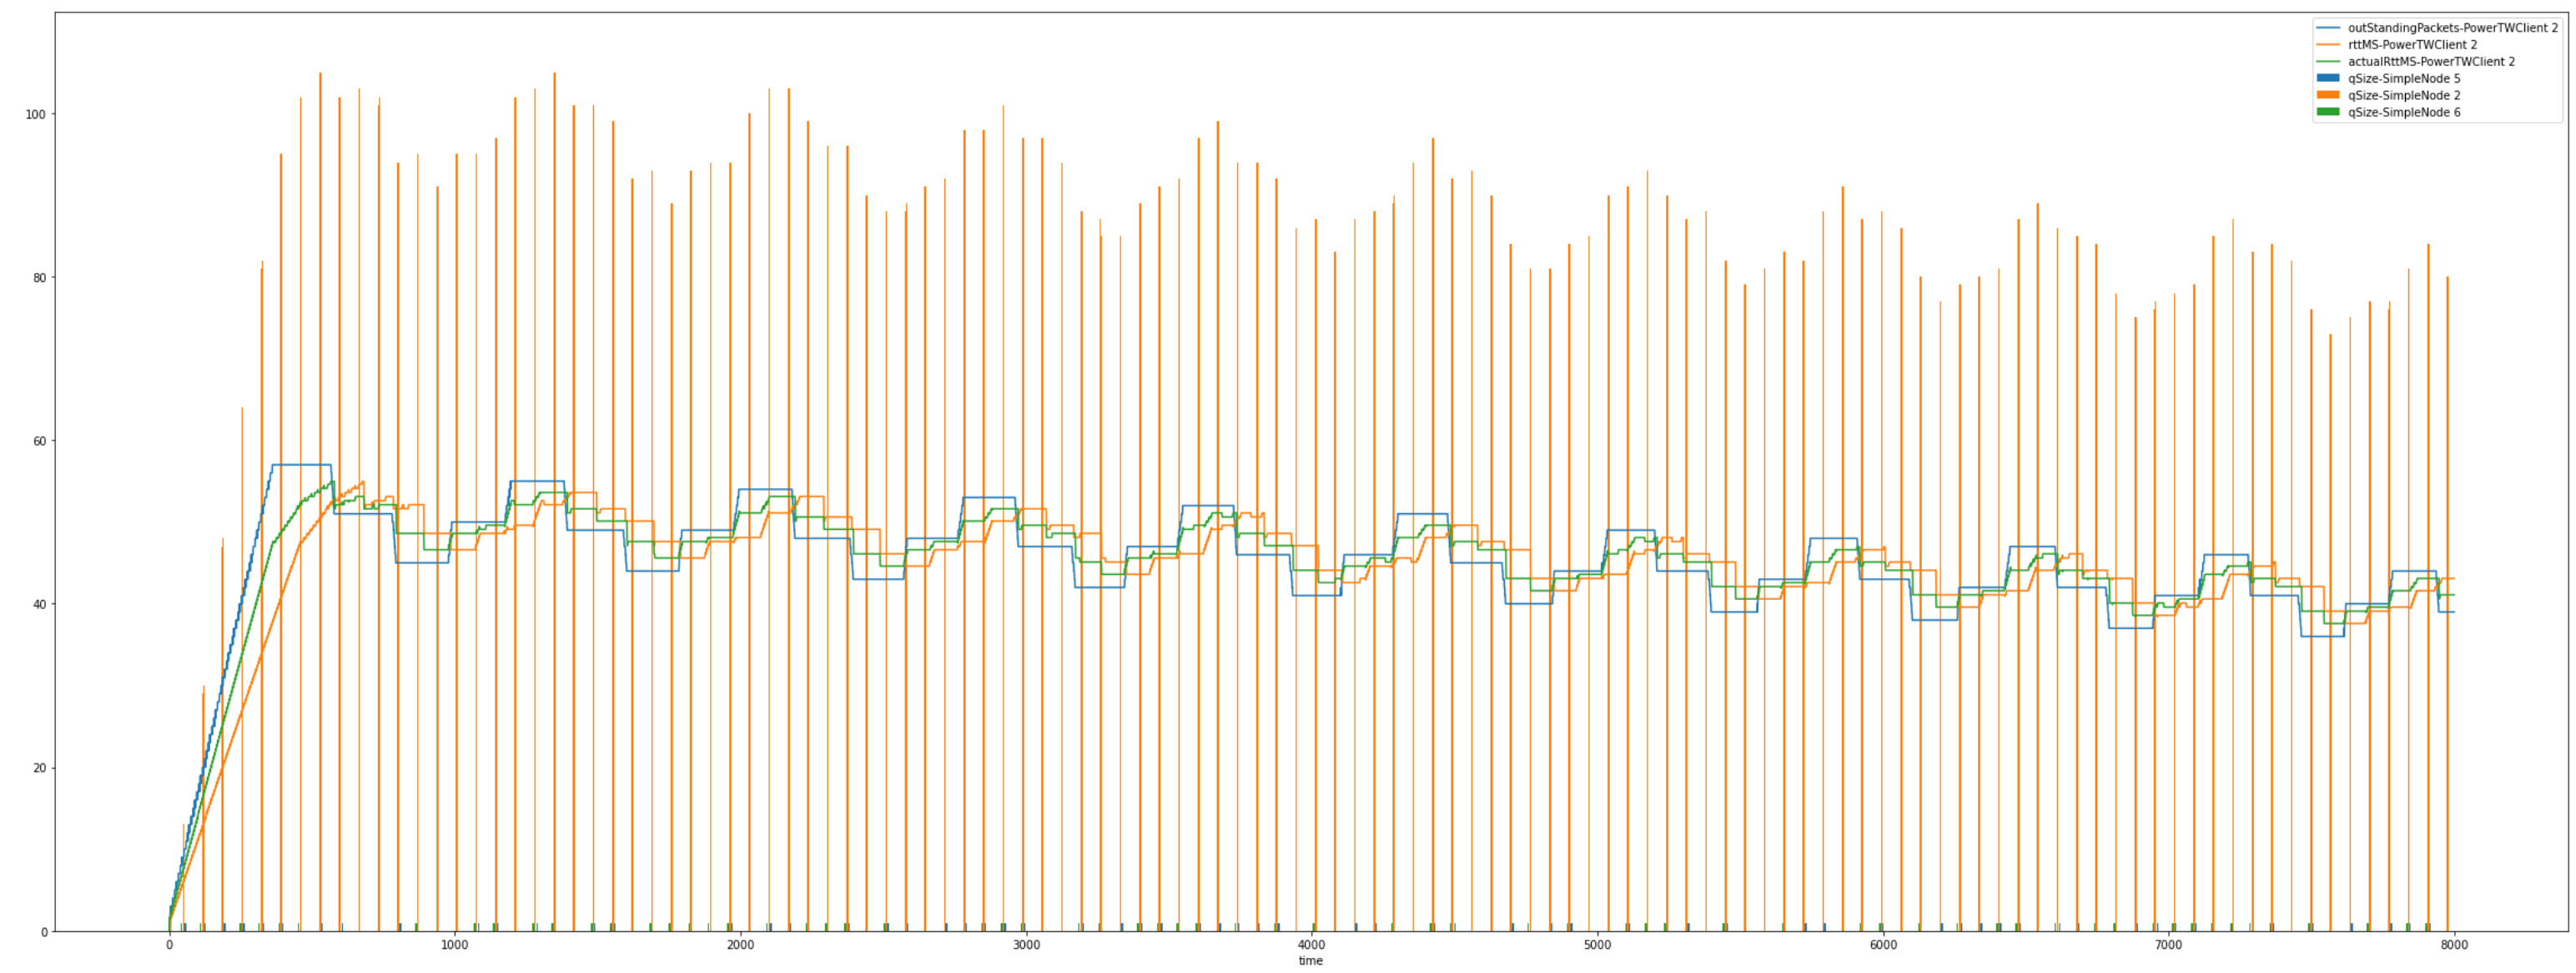 outStandingPackets-PowerTWClient 2
rttMS-PowerTWClient 2
actualRttMS-PowerTWClient 2
qSize-SimpleNode 5
qSize-SimpleNode 2
qSize-SimpleNode 6
100
80
60
40
20
0
0 1000 2000 3000 4000 5000 6000 7000 8000
time